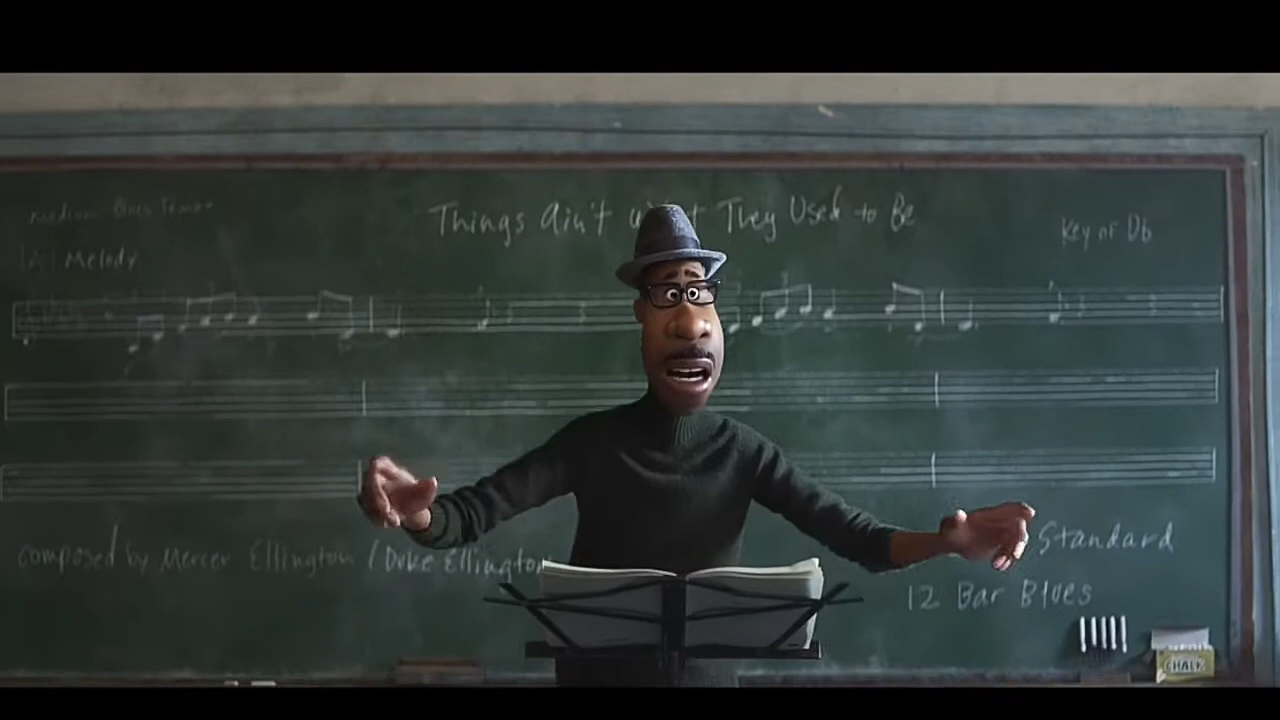 Things Ain't They Used to Be
Key of Db
A Melody
composed by Mercer Ellington / Duke Ellington
Standard
12 Bar Blues
CHALK